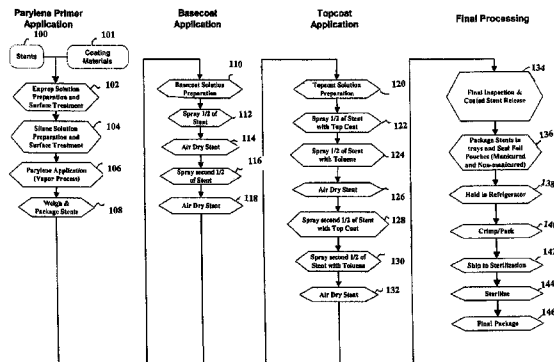 Parylene Primer
Application
100
101
Stents
Coating
Materials
Enprep Solution
Preparation and
Surface Treatment
102
Silane Solution
Preparation and
Surface Treatment
104
Parylene Application
(Vapor Process)
106
Weigh &
Package Stents
108
Basecoat
Application
110
Basecoat Solution
Preparation
Spray 1/2 of
Stent
112
Air Dry Stent
114
116
Spray second 1/2
of Stent
Air Dry Stent
118
Topcoat
Application
Topcoat Solution
Preparation
120
Spray 1/2 of Stent
with Top Coat
122
Spray 1/2 of
Stent with Toluene
124
Air Dry Stent
126
Spray second 1/2 of
Stent with Top Coat
128
Spray second 1/2 of
Stent with Toluene
130
Air Dry Stent
132
Final Processing
134
Final Inspection &
Coated Stent Release
136
Package Stents in
trays and Seal Foil
Pouches (Manicured
and Non-manicured)
Hold in Refrigerator
138
Crimp/Pack
140
Ship to Sterilization
142
Sterilize
144
Final Package
146